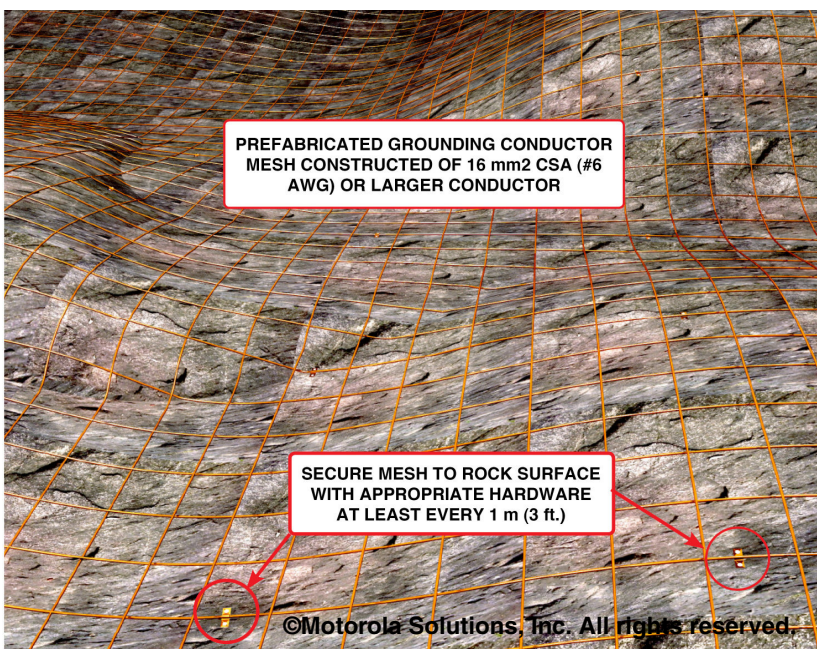 PREFABRICATED GROUNDING CONDUCTOR
MESH CONSTRUCTED OF 16 mm2 CSA (#6
AWG) OR LARGER CONDUCTOR
SECURE MESH TO ROCK SURFACE
WITH APPROPRIATE HARDWARE
AT LEAST EVERY 1 m (3 ft.)
©Motorola Solutions, Inc. All rights reserved.